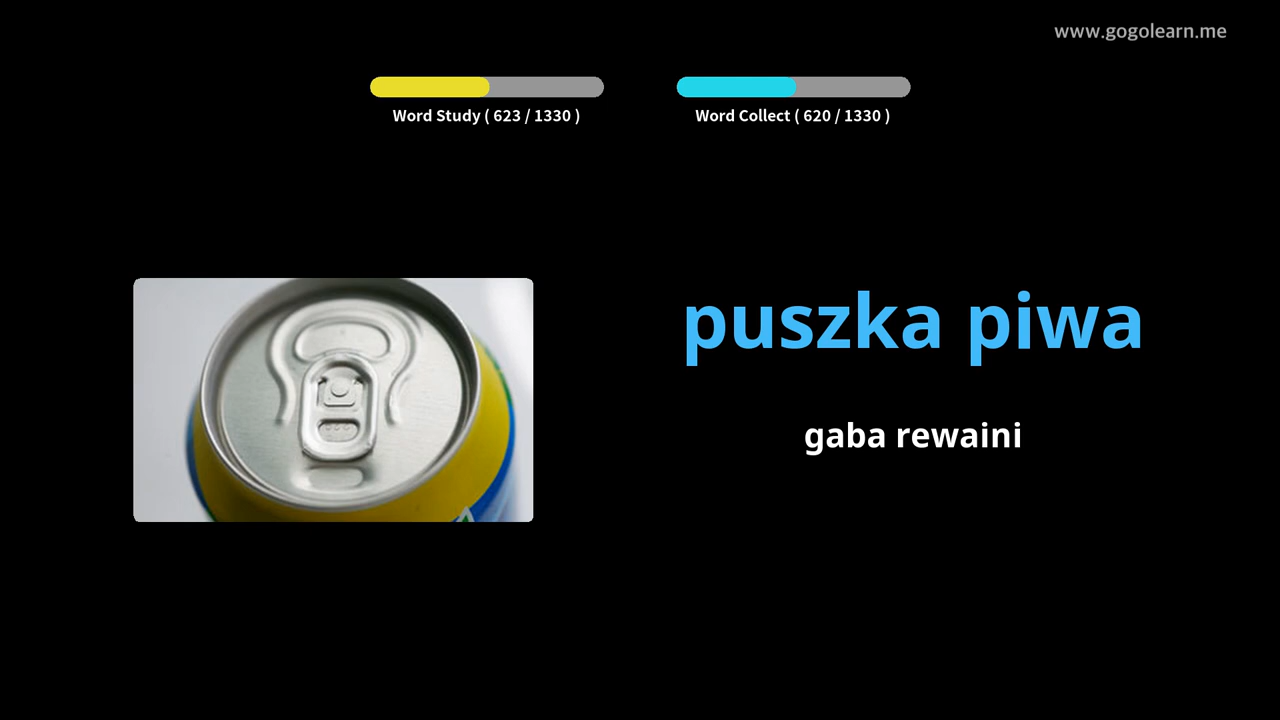 www.gogolearn.me
Word Study ( 623 / 1330 )
Word Collect ( 620 / 1330 )
puszka piwa
gaba rewaini